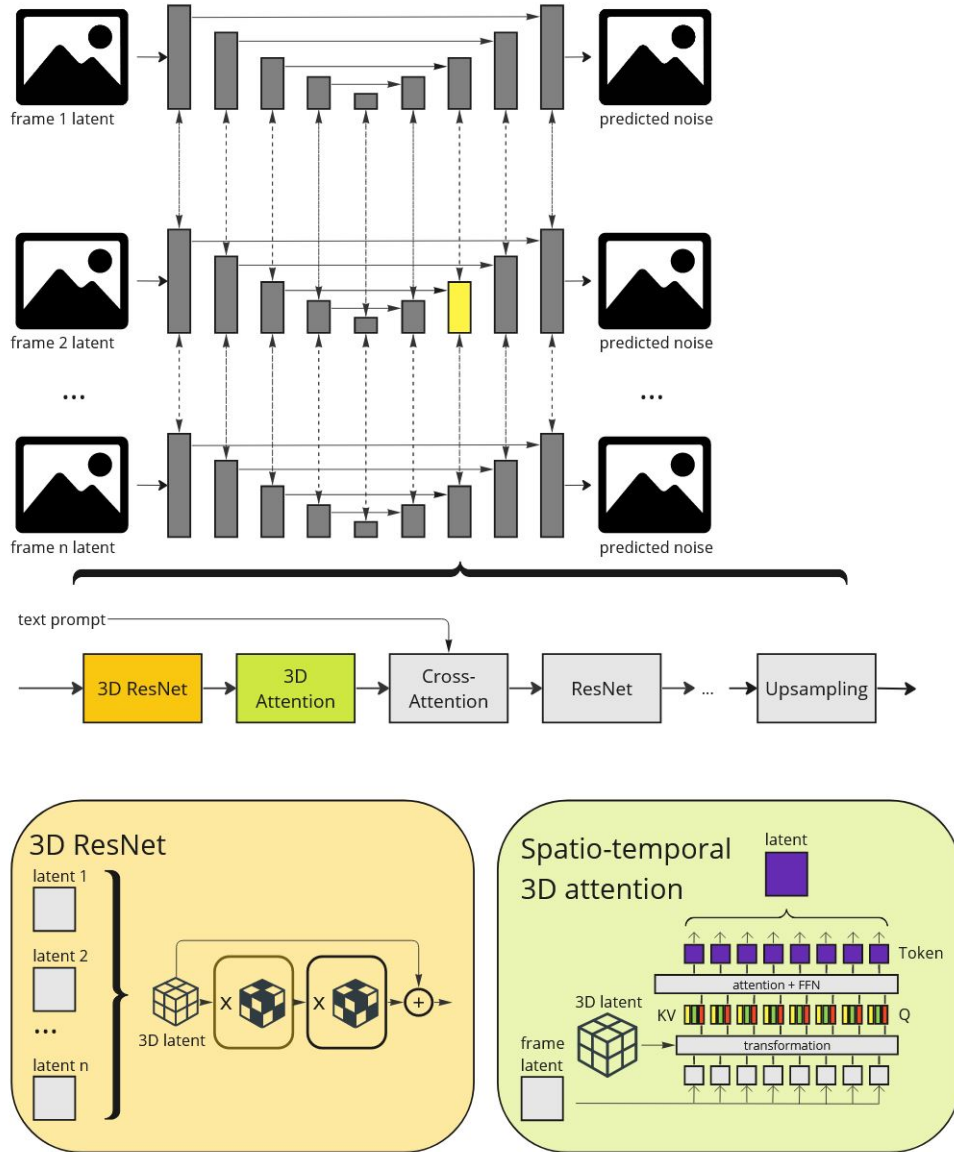 frame 1 latent
predicted noise
frame 2 latent
predicted noise
...
...
frame n latent
predicted noise
text prompt
3D ResNet
3D
Attention
Cross-
Attention
ResNet
...
Upsampling
3D ResNet
latent 1
latent 2
...
latent n
3D latent
x
x
+
Spatio-temporal
3D attention
latent
Token
attention + FFN
KV
Q
3D latent
transformation
frame
latent